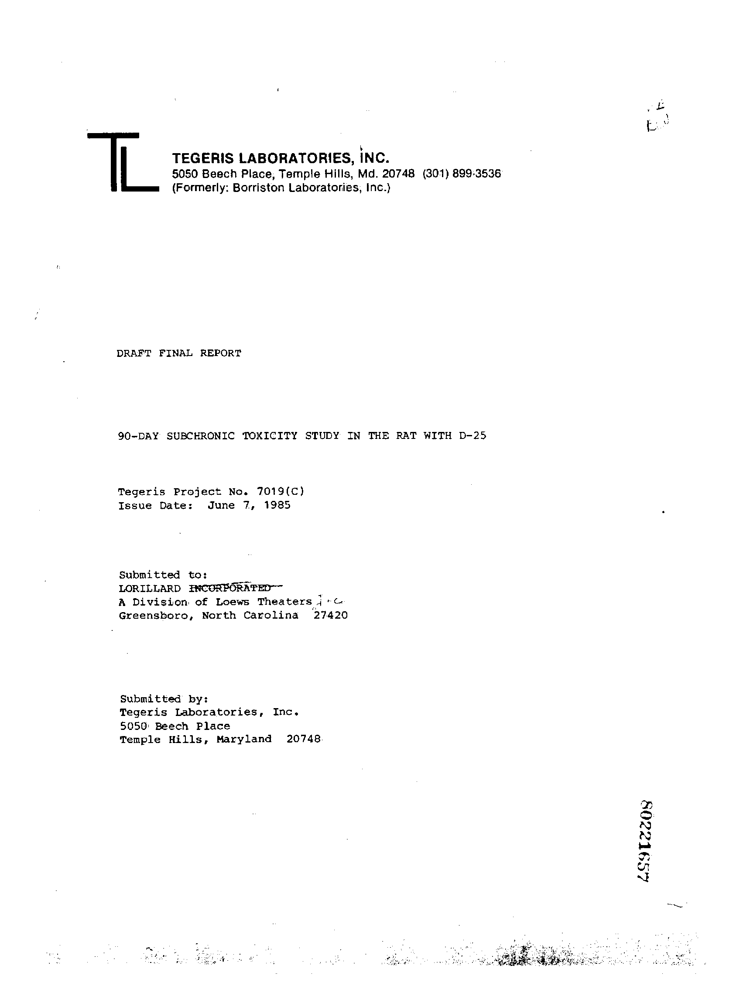 TL
TEGERIS LABORATORIES, INC.
5050 Beech Place, Temple Hills, Md. 20748 (301) 899-3536
(Formerly: Borriston Laboratories, Inc.)
DRAFT FINAL REPORT
90-DAY SUBCHRONIC TOXICITY STUDY IN THE RAT WITH D-25
Tegeris Project No. 7019(C)
Issue Date: June 7, 1985
Submitted to:
LORILLARD INCORPORATED
A Division of Loews Theaters
Greensboro, North Carolina 27420
Submitted by:
Tegeris Laboratories, Inc.
5050 Beech Place
Temple Hills, Maryland 20748
80221657